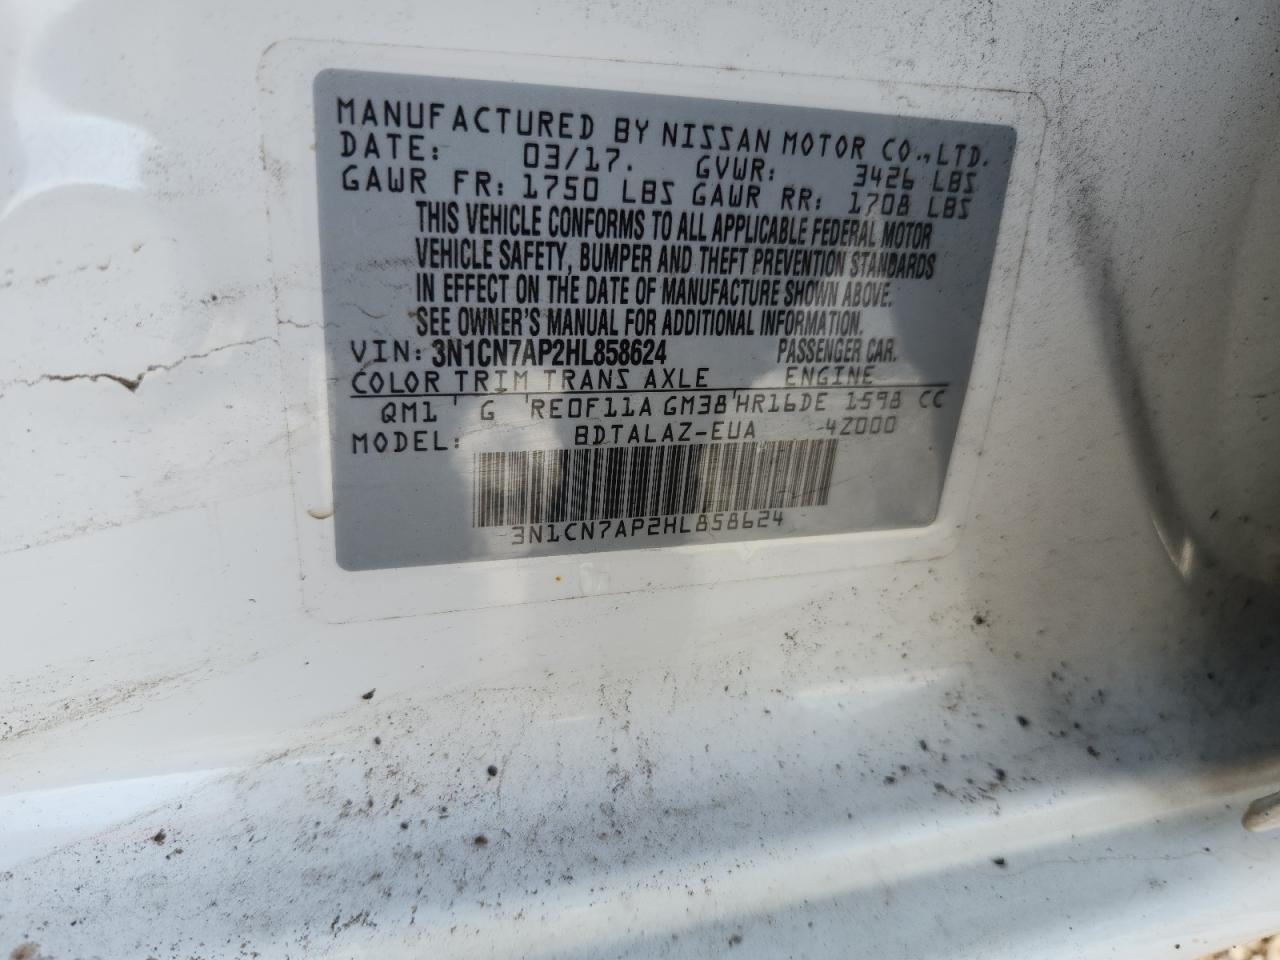 MANUFACTURED BY NISSAN MOTOR CO., LTD.
DATE: 03/17. GVWR: 3426 LBS
GAWR FR: 1750 LBS GAWR RR: 1708 LBS
THIS VEHICLE CONFORMS TO ALL APPLICABLE FEDERAL MOTOR
VEHICLE SAFETY, BUMPER AND THEFT PREVENTION STANDARDS
IN EFFECT ON THE DATE OF MANUFACTURE SHOWN ABOVE.
SEE OWNER'S MANUAL FOR ADDITIONAL INFORMATION.
VIN: 3N1CN7AP2HL858624 PASSENGER CAR.
COLOR TRIM TRANS AXLE ENGINE
QM1 ' G ' RE0F11A GM38 ' HR16DE 1598 CC
MODEL: BDTALAZ-EUA -4Z000
3N1CN7AP2HL858624